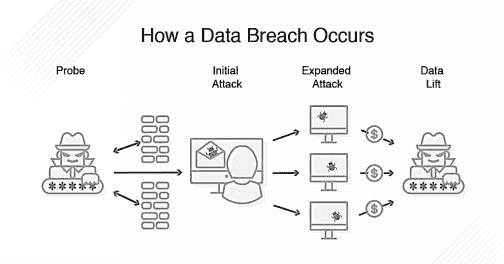 How a Data Breach Occurs
Probe
Initial
Attack
Expanded
Attack
Data
Lift
*****
$
$
$
*****